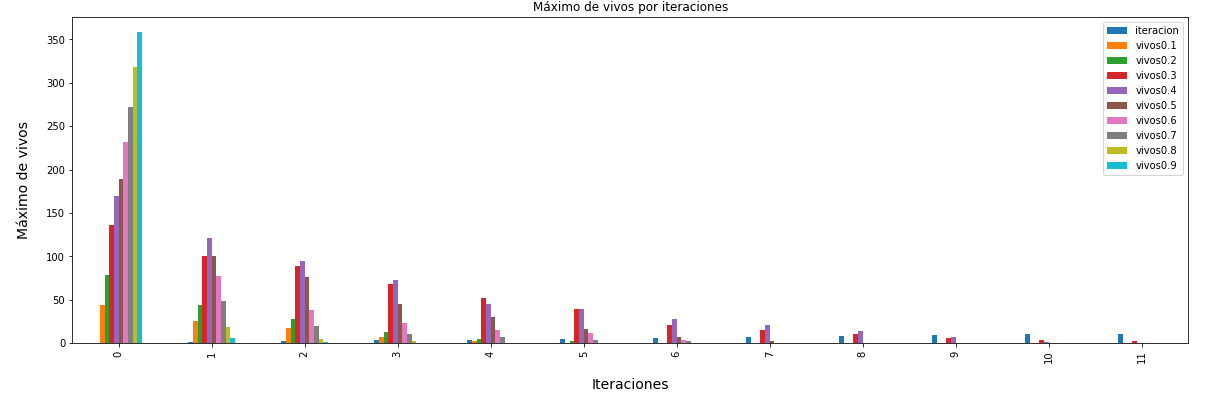 Máximo de vivos por iteraciones
Máximo de vivos
350
300
250
200
150
100
50
0
iteracion
vivos0.1
vivos0.2
vivos0.3
vivos0.4
vivos0.5
vivos0.6
vivos0.7
vivos0.8
vivos0.9
0 1 2 3 4 5 6 7 8 9 10 11
Iteraciones